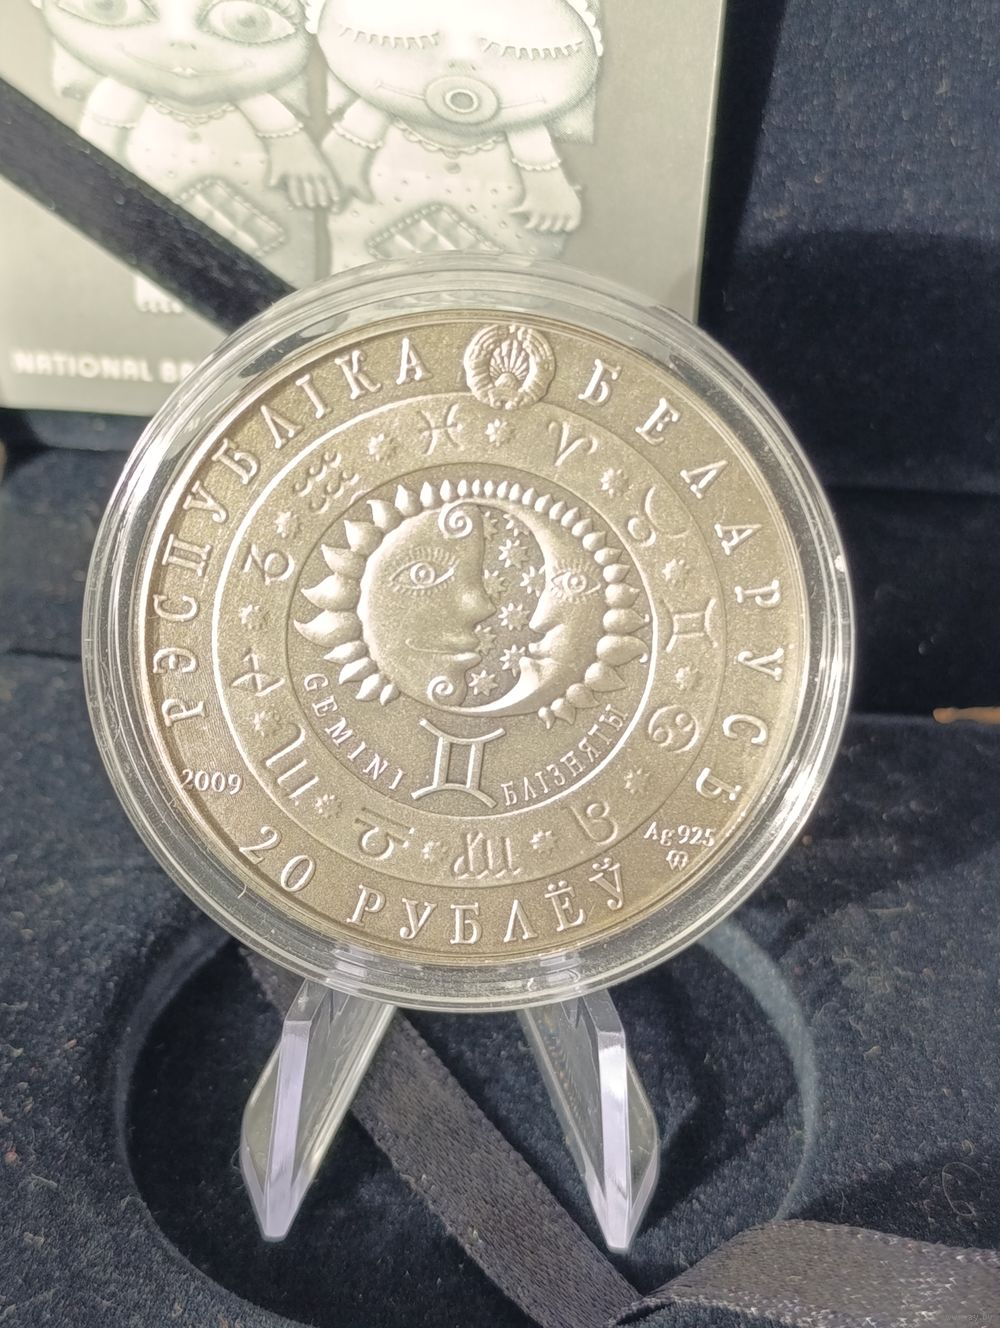 NATIONAL
РЭСПУБЛІКА БЕЛАРУСЬ
GEMINI БЛІЗНЯТЫ
2009
Ag 925
20 РУБЛЁЎ